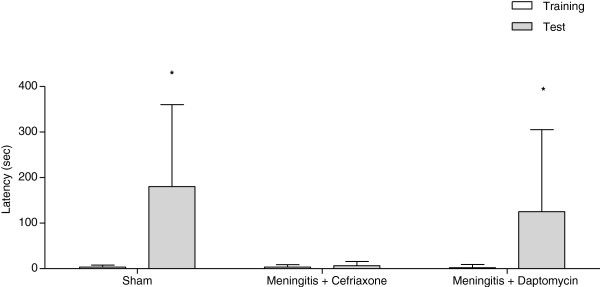 Training
Test
*
*
400
300
200
100
0
Latency (sec)
Sham
Meningitis + Cefriaxone
Meningitis + Daptomycin